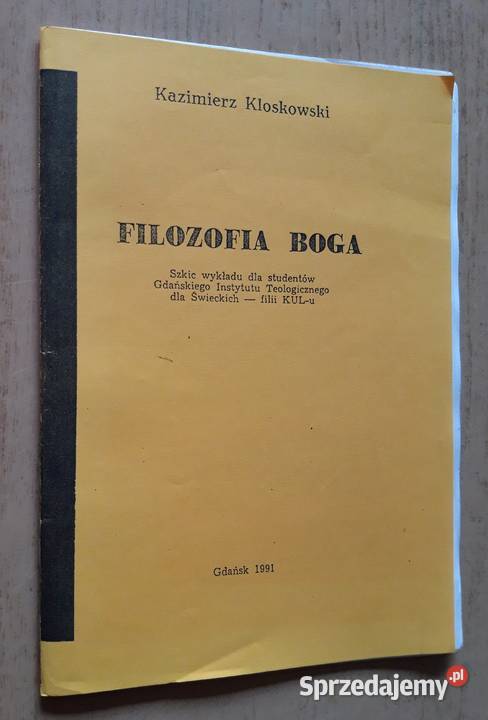 Kazimierz Kloskowski
FILOZOFIA BOGA
Szkic wykładu dla studentów
Gdańskiego Instytutu Teologicznego
dla Świeckich — filii KUL-u
Gdańsk 1991
Sprzedajemy.pl